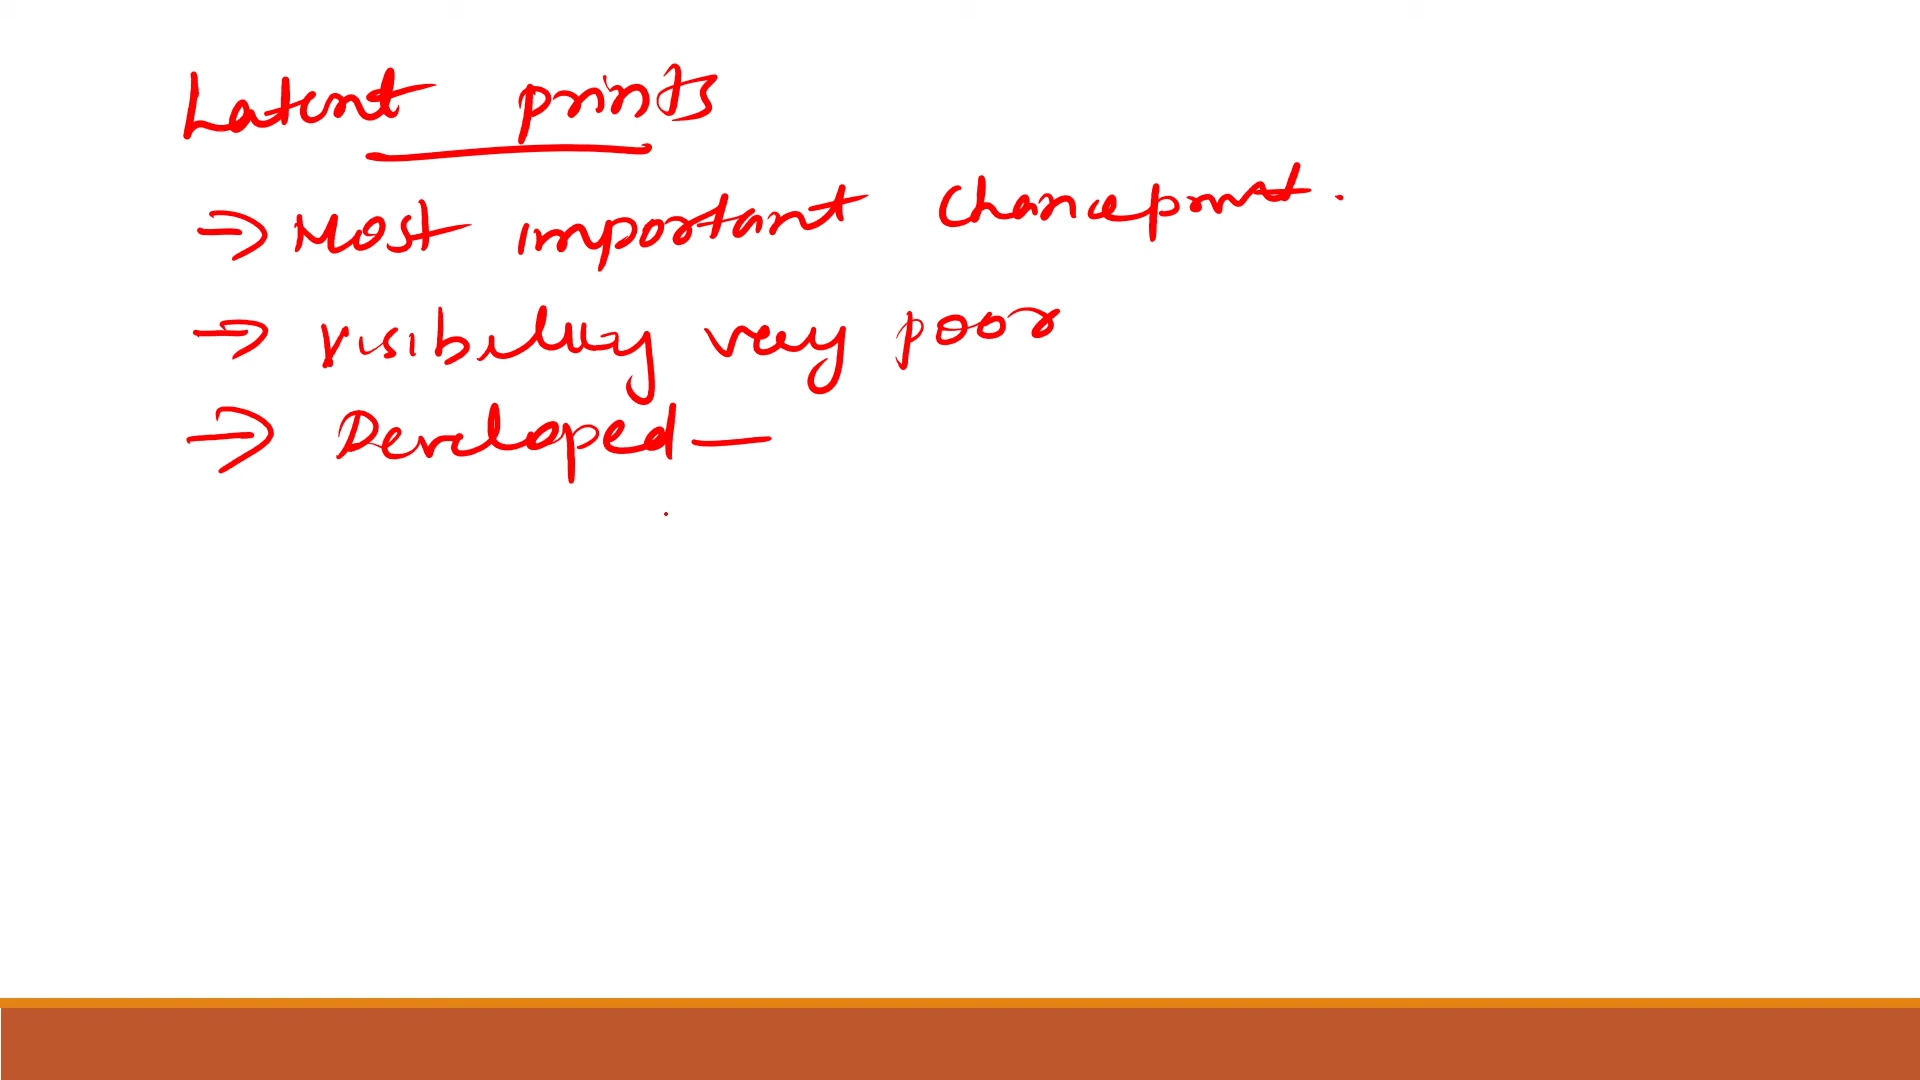 Latent prints
→ Most important chanceprint.
→ Visibility very poor
→ Developed —